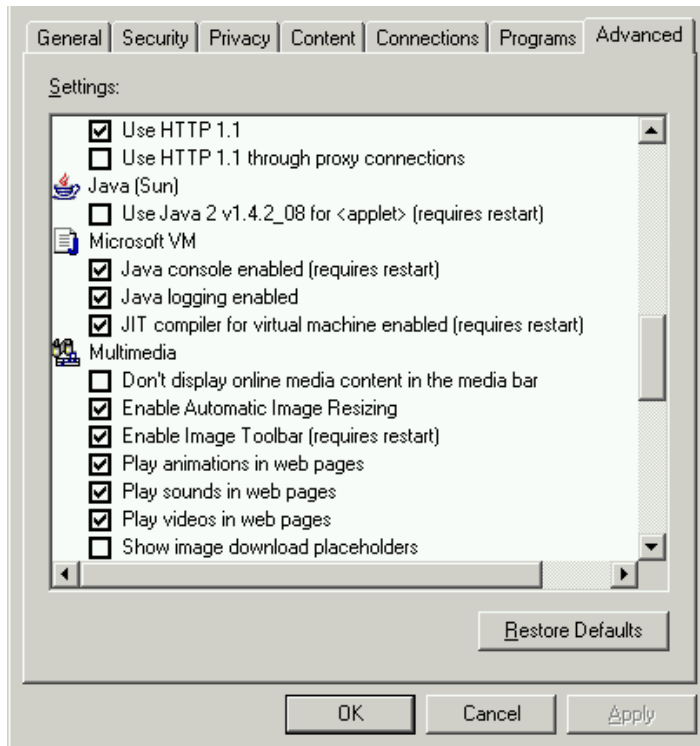 General Security Privacy Content Connections Programs Advanced
Settings:
Use HTTP 1.1
Use HTTP 1.1 through proxy connections
Java (Sun)
Use Java 2 v1.4.2_08 for <applet> (requires restart)
Microsoft VM
Java console enabled (requires restart)
Java logging enabled
JIT compiler for virtual machine enabled (requires restart)
Multimedia
Don't display online media content in the media bar
Enable Automatic Image Resizing
Enable Image Toolbar (requires restart)
Play animations in web pages
Play sounds in web pages
Play videos in web pages
Show image download placeholders
Restore Defaults
OK Cancel Apply